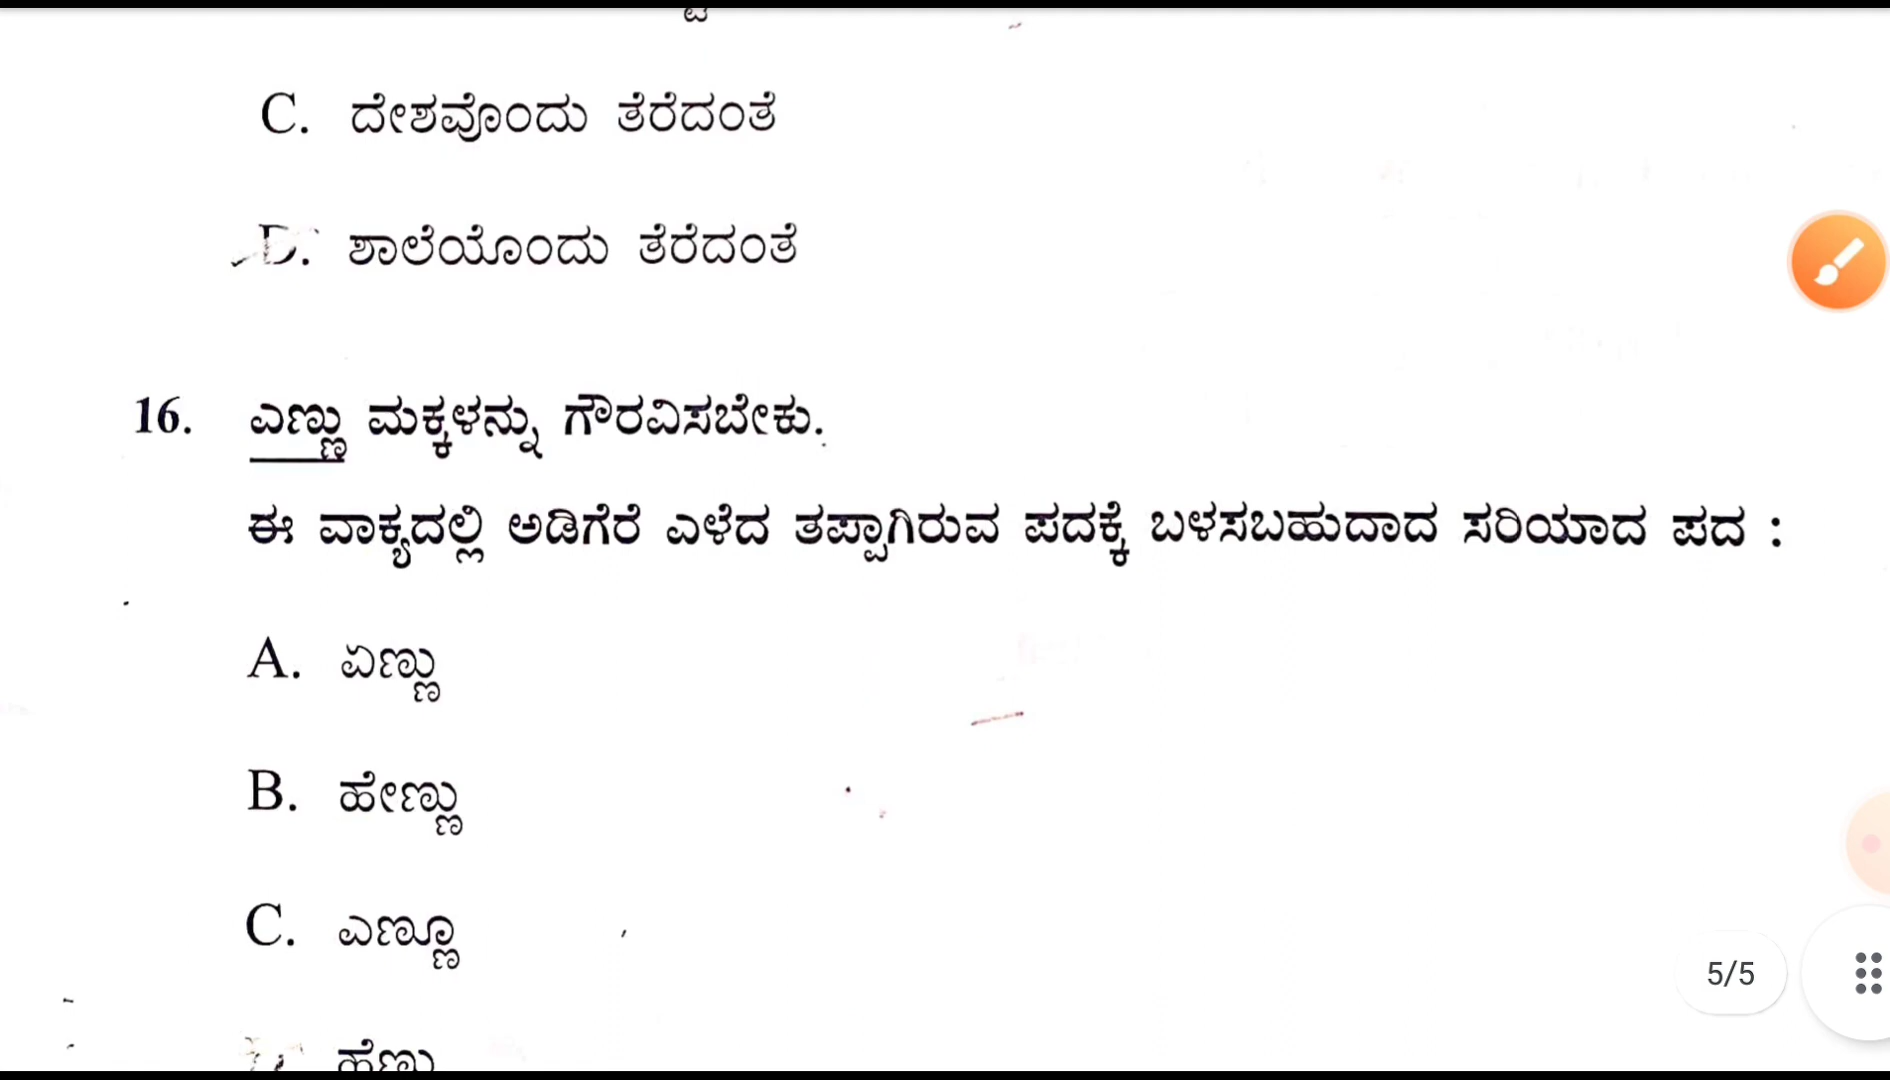 C. ದೇಶವೊಂದು ತೆರೆದಂತೆ
D. ಶಾಲೆಯೊಂದು ತೆರೆದಂತೆ
16. ಎಣ್ಣು ಮಕ್ಕಳನ್ನು ಗೌರವಿಸಬೇಕು.
ಈ ವಾಕ್ಯದಲ್ಲಿ ಅಡಿಗೆರೆ ಎಳೆದ ತಪ್ಪಾಗಿರುವ ಪದಕ್ಕೆ ಬಳಸಬಹುದಾದ ಸರಿಯಾದ ಪದ :
A. ಏಣ್ಣು
B. ಹೇಣ್ಣು
C. ಎಣ್ಣೂ
5/5